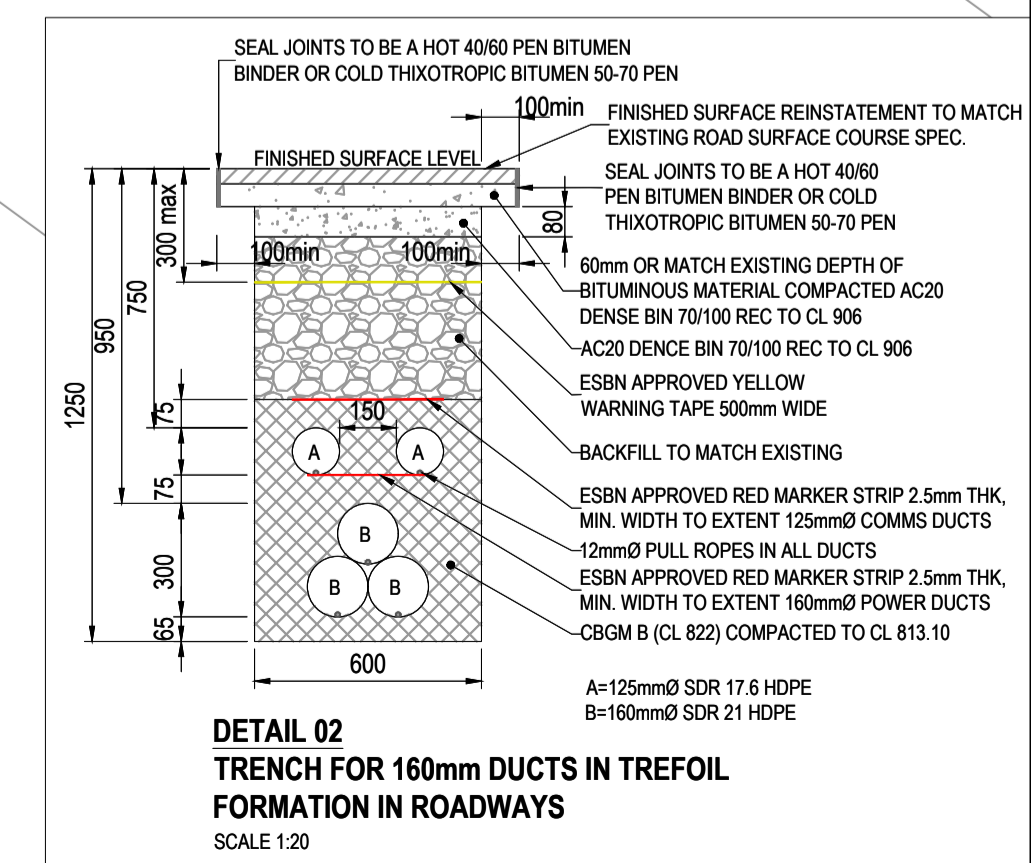 SEAL JOINTS TO BE A HOT 40/60 PEN BITUMEN
BINDER OR COLD THIXOTROPIC BITUMEN 50-70 PEN
100min
FINISHED SURFACE REINSTATEMENT TO MATCH
EXISTING ROAD SURFACE COURSE SPEC.
FINISHED SURFACE LEVEL
SEAL JOINTS TO BE A HOT 40/60
PEN BITUMEN BINDER OR COLD
THIXOTROPIC BITUMEN 50-70 PEN
80
300 max
100min
100min
60mm OR MATCH EXISTING DEPTH OF
BITUMINOUS MATERIAL COMPACTED AC20
DENSE BIN 70/100 REC TO CL 906
AC20 DENCE BIN 70/100 REC TO CL 906
ESBN APPROVED YELLOW
WARNING TAPE 500mm WIDE
BACKFILL TO MATCH EXISTING
750
950
1250
75
150
A
A
75
ESBN APPROVED RED MARKER STRIP 2.5mm THK,
MIN. WIDTH TO EXTENT 125mmØ COMMS DUCTS
12mmØ PULL ROPES IN ALL DUCTS
ESBN APPROVED RED MARKER STRIP 2.5mm THK,
MIN. WIDTH TO EXTENT 160mmØ POWER DUCTS
CBGM B (CL 822) COMPACTED TO CL 813.10
B
B
B
300
65
600
A=125mmØ SDR 17.6 HDPE
B=160mmØ SDR 21 HDPE
DETAIL 02
TRENCH FOR 160mm DUCTS IN TREFOIL
FORMATION IN ROADWAYS
SCALE 1:20